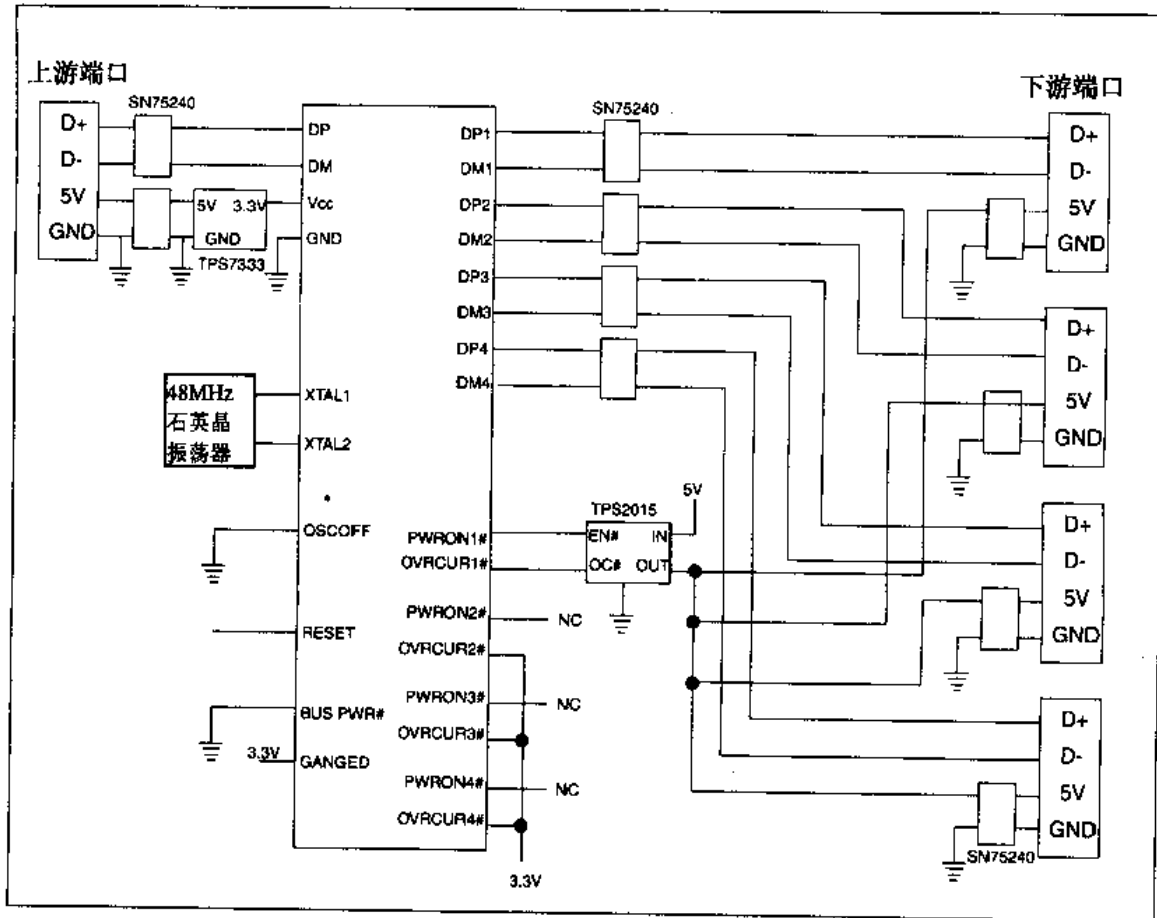 上游端口
D+
D-
5V
GND
SN75240
5V 3.3V
GND
TPS7333
DP
DM
Vcc
GND
48MHz
石英晶
振荡器
XTAL1
XTAL2
OSCOFF
RESET
BUS PWR#
3.3V
GANGED
DP1
DM1
DP2
DM2
DP3
DM3
DP4
DM4
PWRON1#
OVRCUR1#
PWRON2#
NC
OVRCUR2#
PWRON3#
NC
OVRCUR3#
PWRON4#
NC
OVRCUR4#
3.3V
SN75240
TPS2015
5V
EN# IN
OC# OUT
下游端口
D+
D-
5V
GND
D+
D-
5V
GND
D+
D-
5V
GND
D+
D-
5V
GND
SN75240